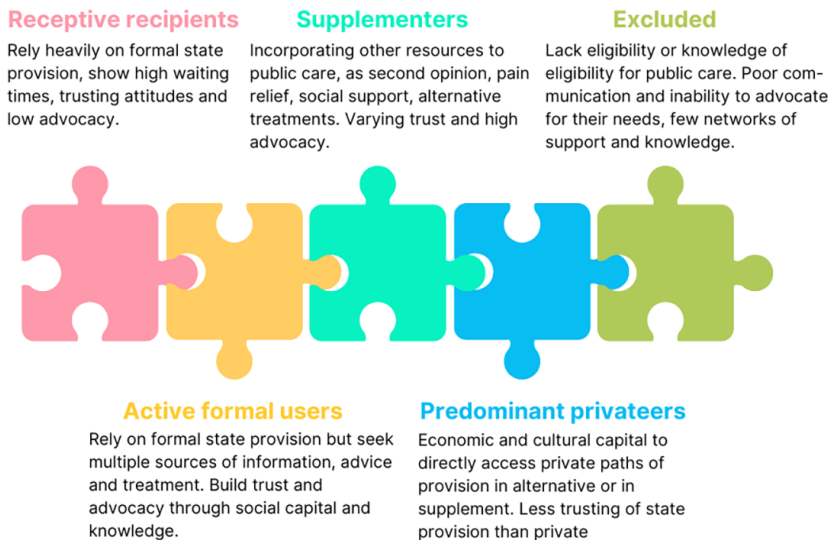 Receptive recipients
Rely heavily on formal state
provision, show high waiting
times, trusting attitudes and
low advocacy.
Supplementers
Incorporating other resources to
public care, as second opinion, pain
relief, social support, alternative
treatments. Varying trust and high
advocacy.
Excluded
Lack eligibility or knowledge of
eligibility for public care. Poor com-
munication and inability to advocate
for their needs, few networks of
support and knowledge.
Active formal users
Rely on formal state provision but seek
multiple sources of information, advice
and treatment. Build trust and
advocacy through social capital and
knowledge.
Predominant privateers
Economic and cultural capital to
directly access private paths of
provision in alternative or in
supplement. Less trusting of state
provision than private